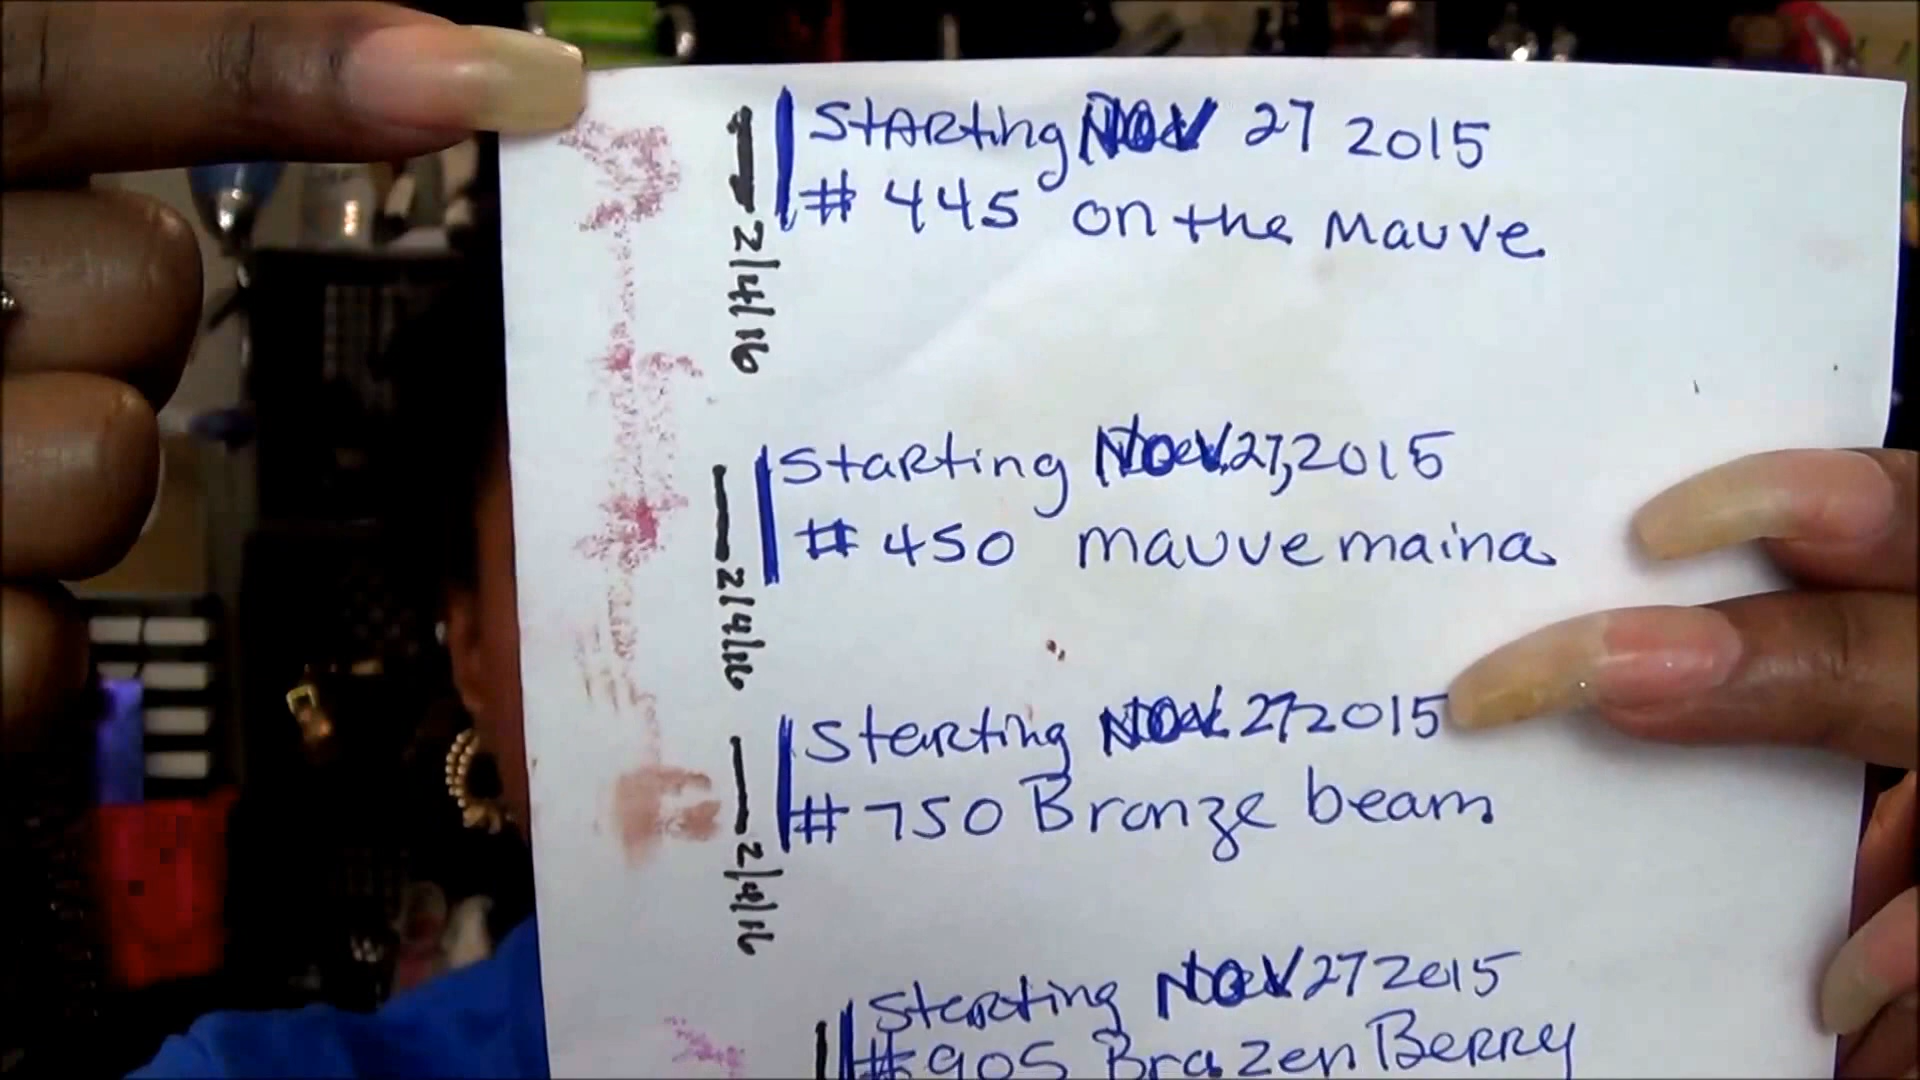 Starting Nov 27 2015
# 445 on the Mauve
2/4/16
Starting Nov. 27, 2015
# 450 mauvemaina
2/4/16
Starting Nov 27, 2015
# 750 Bronze beam
2/4/16
Starting Nov 27 2015
# 905 Brazen Berry